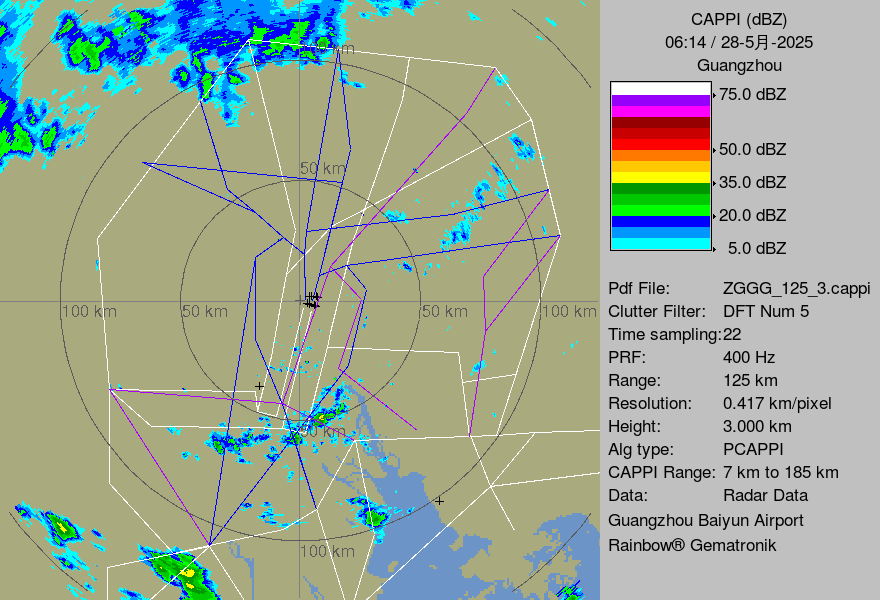 CAPPI (dBZ)
06:14 / 28-5月-2025
Guangzhou
75.0 dBZ
50.0 dBZ
35.0 dBZ
20.0 dBZ
5.0 dBZ
Pdf File: ZGGG_125_3.cappi
Clutter Filter: DFT Num 5
Time sampling:22
PRF: 400 Hz
Range: 125 km
Resolution: 0.417 km/pixel
Height: 3.000 km
Alg type: PCAPPI
CAPPI Range: 7 km to 185 km
Data: Radar Data
Guangzhou Baiyun Airport
Rainbow® Gematronik
50 km
100 km
50 km
50 km
100 km
50 km
100 km